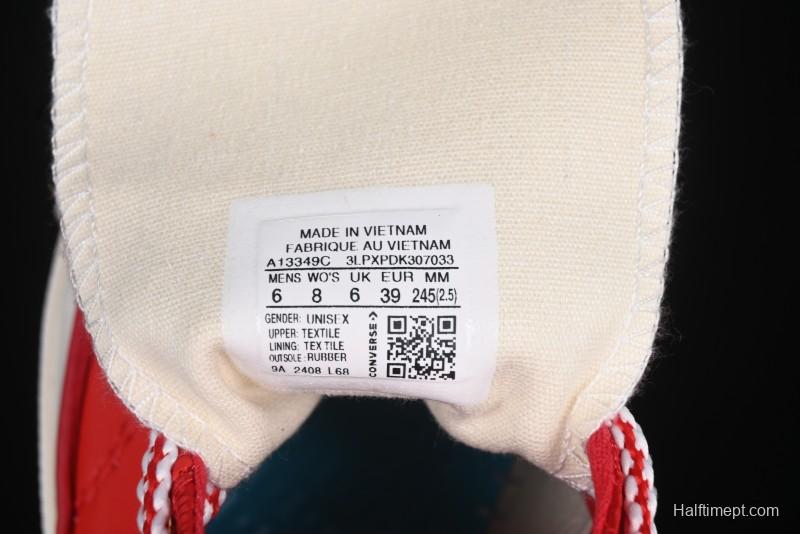 MADE IN VIETNAM
FABRIQUE AU VIETNAM
A13349C 3LPXPDK307033
MENS WO'S UK EUR MM
6 8 6 39 245(2.5)
GENDER: UNISEX
UPPER: TEXTILE
LINING: TEXTILE
OUTSOLE: RUBBER
9A 2408 L68
CONVERSE
Halftimept.com